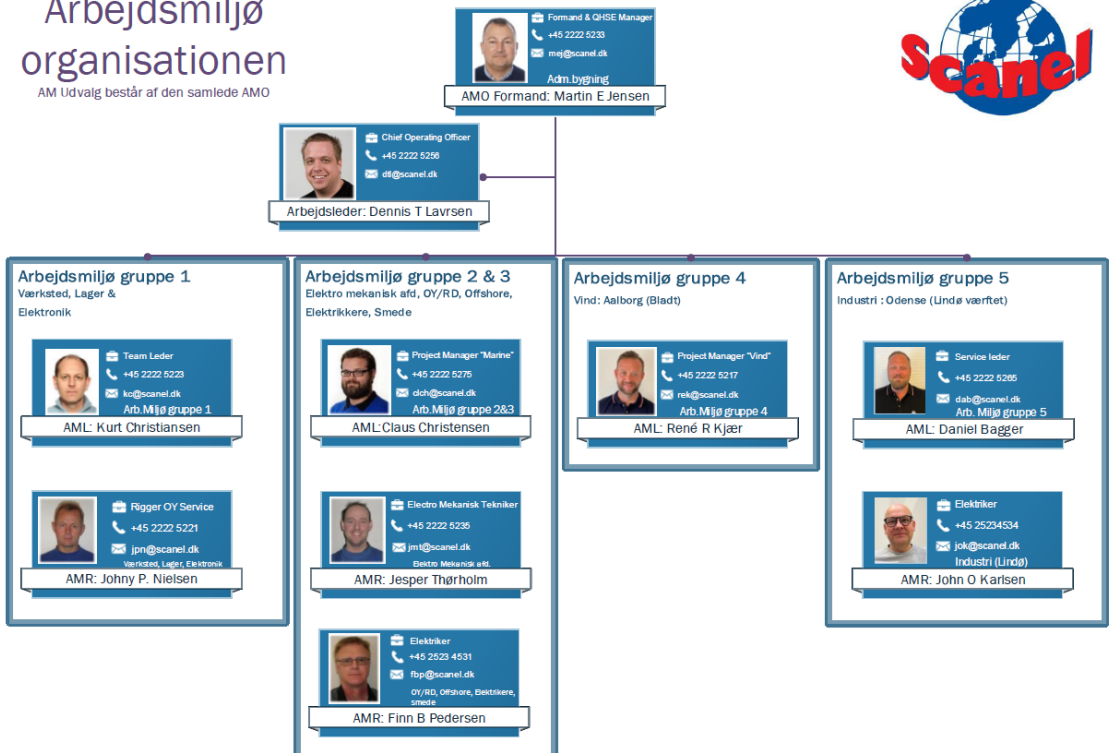 Arbejdsmiljø
organisationen
AM Udvalg består af den samlede AMO
Formand & QHSE Manager
+45 2222 5233
mej@scanel.dk
Adm.bygning
AMO Formand: Martin E Jensen
Scanel
Chief Operating Officer
+45 2222 5256
dtl@scanel.dk
Arbejdsleder: Dennis T Lavrsen
Arbejdsmiljø gruppe 1
Værksted, Lager &
Elektronik
Team Leder
+45 2222 5223
kc@scanel.dk
Arb.Miljø gruppe 1
AML: Kurt Christiansen
Rigger OY Service
+45 2222 5221
jpn@scanel.dk
Værksted, Lager, Elektronik
AMR: Johny P. Nielsen
Arbejdsmiljø gruppe 2 & 3
Elektro mekanisk afd, OY/RD, Offshore,
Elektrikkere, Smede
Project Manager "Marine"
+45 2222 5275
clch@scanel.dk
Arb.Miljø gruppe 2&3
AML:Claus Christensen
Electro Mekanisk Tekniker
+45 2222 5235
jmt@scanel.dk
Elektro Mekanisk afd.
AMR: Jesper Thørholm
Elektriker
+45 2523 4531
fbp@scanel.dk
OY/RD, Offshore, Elektrikere,
smede
AMR: Finn B Pedersen
Arbejdsmiljø gruppe 4
Vind: Aalborg (Bladt)
Project Manager "Vind"
+45 2222 5217
rek@scanel.dk
Arb.Miljø gruppe 4
AML: René R Kjær
Arbejdsmiljø gruppe 5
Industri : Odense (Lindø værftet)
Service leder
+45 2222 5265
dab@scanel.dk
Arb. Miljø gruppe 5
AML: Daniel Bagger
Elektriker
+45 25234534
jok@scanel.dk
Industri (Lindø)
AMR: John O Karlsen